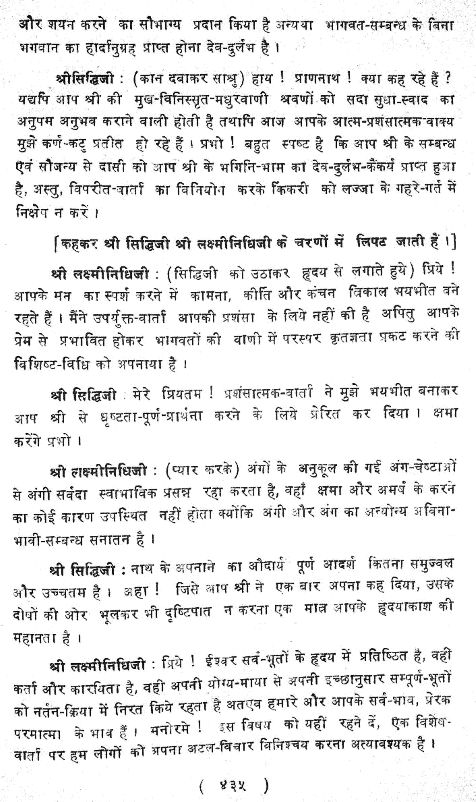 और शयन करने का सौभाग्य प्रदान किया है अन्यथा भागवत-सम्बन्ध के बिना
भगवान का हार्दानुग्रह प्राप्त होना देव-दुर्लभ है ।
श्रीसिद्धिजी : (कान दबाकर साश्रु) हाय ! प्राणनाथ ! क्या कह रहे हैं ?
यद्यपि आप श्री की मुख-विनिस्मृत-मधुरवाणी श्रवणों को सदा सुधा-स्वाद का
अनुपम अनुभव कराने वाली होती है तथापि आज आपके आत्म-प्रशंसात्मक-वाक्य
मुझे कर्ण-कटु प्रतीत हो रहे हैं । प्रभो ! बहुत स्पष्ट है कि आप श्री के सम्बन्ध
एवं सौजन्य से दासी को आप श्री के भगिनि-भाम का देव-दुर्लभ-कैंकर्य प्राप्त हुआ
है, अस्तु, विपरीत-वार्ता का विनियोग करके किंकरी को लज्जा के गहरे-गर्त में
निक्षेप न करें ।
[कहकर श्री सिद्धिजी श्री लक्ष्मीनिधिजी के चरणों में लिपट जाती हैं ।]
श्री लक्ष्मीनिधिजी : (सिद्धिजी को उठाकर हृदय से लगाते हुये) प्रिये !
आपके मन का स्पर्श करने में कामना, कीर्ति और कंचन त्रिकाल भयभीत बने
रहते हैं । मैंने उपर्युक्त-वार्ता आपकी प्रशंसा के लिये नहीं की है अपितु आपके
प्रेम से प्रभावित होकर भागवतों की वाणी में परस्पर कृतज्ञता प्रकट करने की
विशिष्ट-विधि को अपनाया है ।
श्री सिद्धिजी : मेरे प्रियतम ! प्रशंसात्मक-वार्ता ने मुझे भयभीत बनाकर
आप श्री से धृष्टता-पूर्ण-प्रार्थना करने के लिये प्रेरित कर दिया । क्षमा
करेंगे प्रभो ।
श्री लक्ष्मीनिधिजी : (प्यार करके) अंगों के अनुकूल की गई अंग-चेष्टाओं
से अंगी सर्वदा स्वाभाविक प्रसन्न रहा करता है, वहाँ क्षमा और अमर्ष के करने
का कोई कारण उपस्थित नहीं होता क्योंकि अंगी और अंग का अन्योन्य अविना-
भावी-सम्बन्ध सनातन है ।
श्री सिद्धिजी : नाथ के अपनाने का औदार्य पूर्ण आदर्श कितना समुज्वल
और उच्चतम है । अहा ! जिसे आप श्री ने एक बार अपना कह दिया, उसके
दोषों की ओर भूलकर भी दृष्टिपात न करना एक मात्र आपके हृदयाकाश की
महानता है ।
श्री लक्ष्मीनिधिजी : प्रिये ! ईश्वर सर्व-भूतों के हृदय में प्रतिष्ठित है, वही
कर्ता और कारयिता है, वही अपनी योग्य-माया से अपनी इच्छानुसार सम्पूर्ण-भूतों
को नर्तन-क्रिया में निरत किये रहता है अतएव हमारे और आपके सर्व-भाव, प्रेरक
परमात्मा के भाव हैं । मनोरमे ! इस विषय को यहीं रहने दें, एक विशेष-
वार्ता पर हम लोगों को अपना अटल-विचार विनिश्चय करना अत्यावश्यक है ।
( ४३५ )